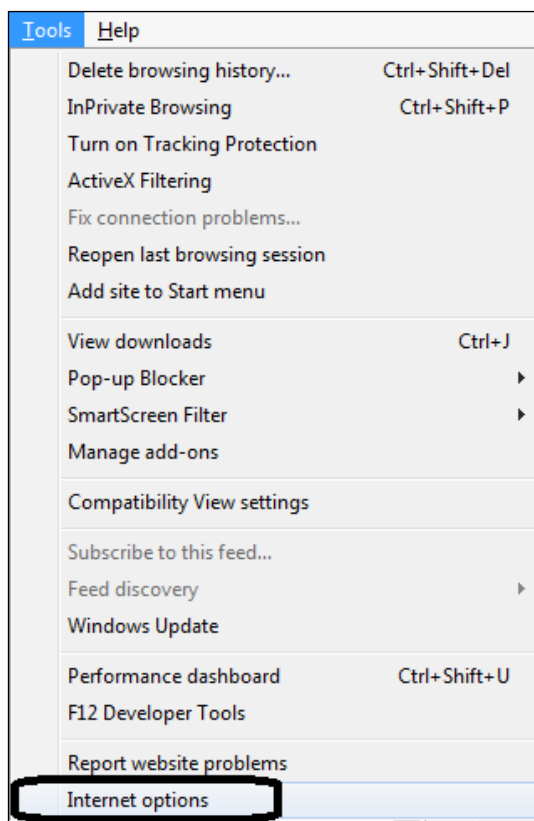 Tools Help
Delete browsing history... Ctrl+Shift+Del
InPrivate Browsing Ctrl+Shift+P
Turn on Tracking Protection
ActiveX Filtering
Fix connection problems...
Reopen last browsing session
Add site to Start menu
View downloads Ctrl+J
Pop-up Blocker
SmartScreen Filter
Manage add-ons
Compatibility View settings
Subscribe to this feed...
Feed discovery
Windows Update
Performance dashboard Ctrl+Shift+U
F12 Developer Tools
Report website problems
Internet options